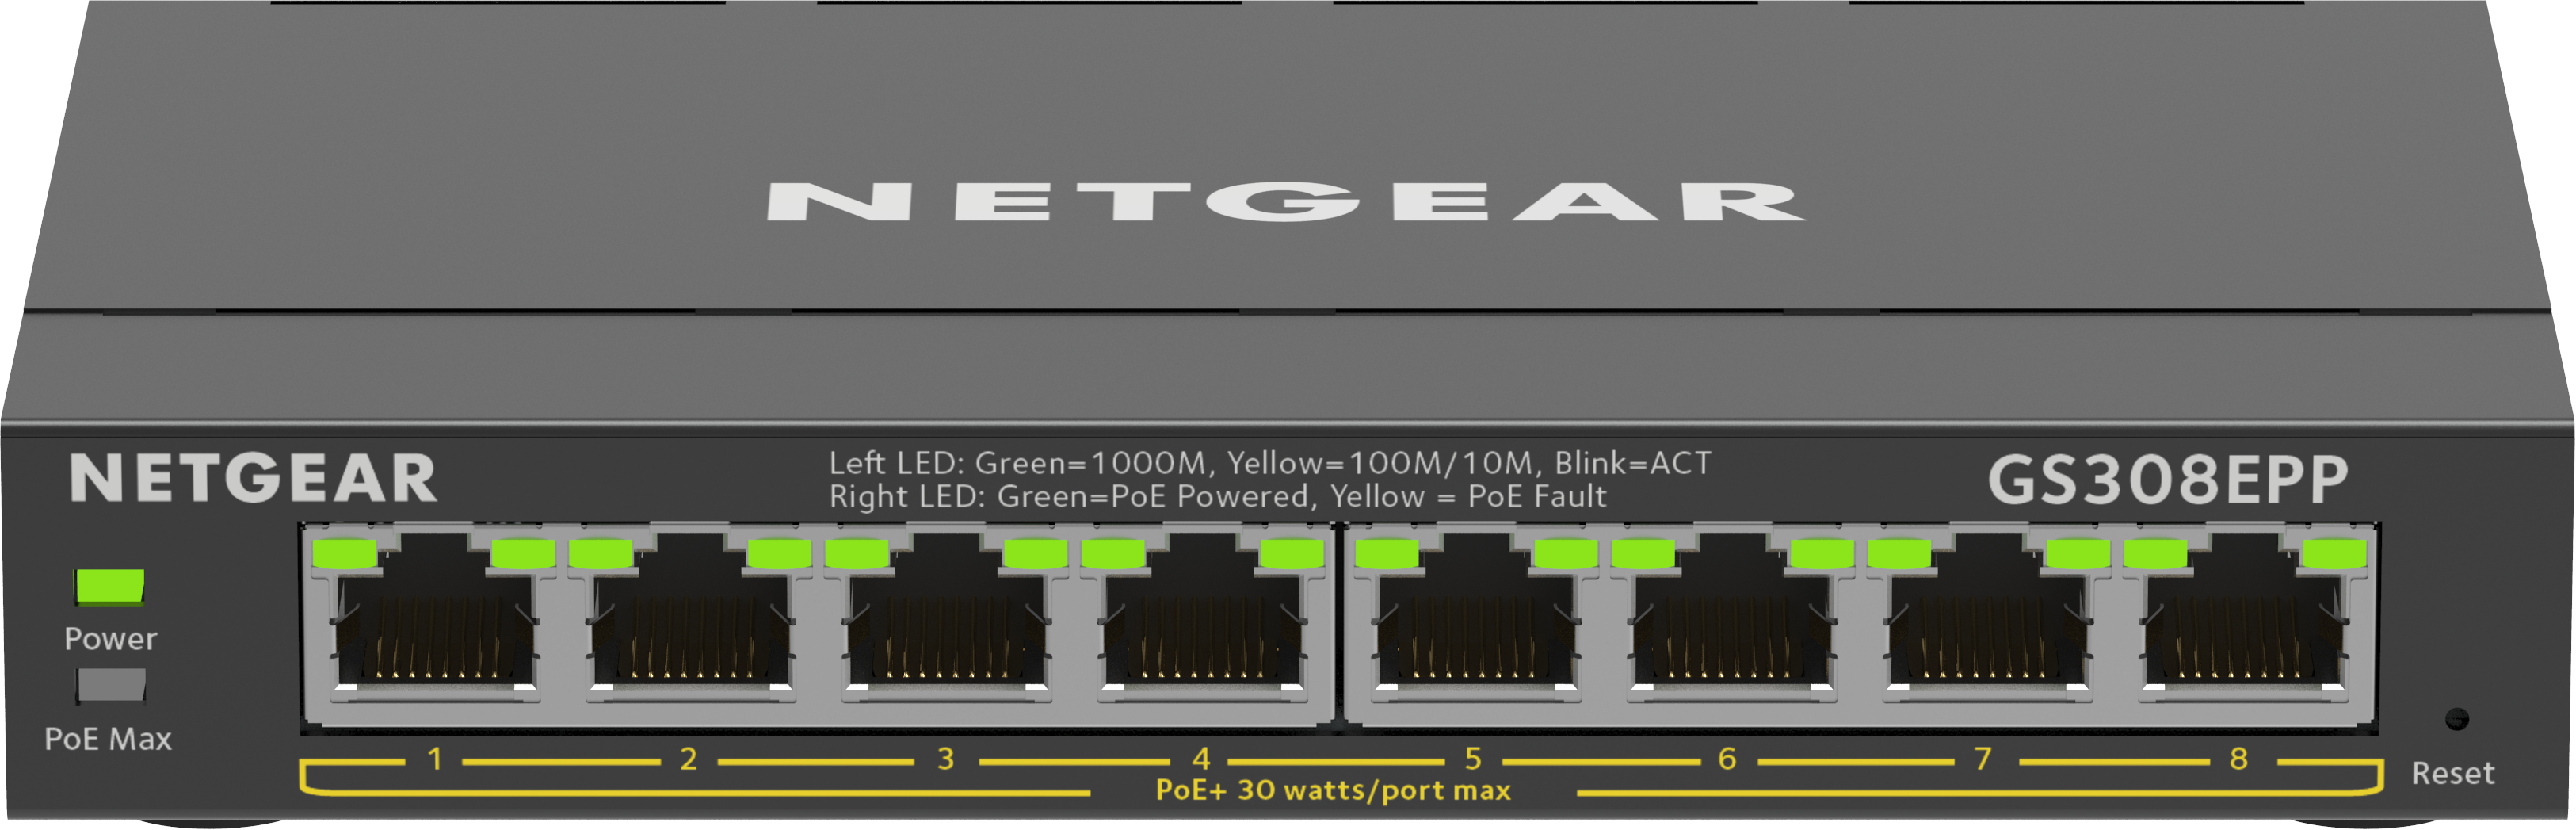 NETGEAR
NETGEAR
Left LED: Green=1000M, Yellow=100M/10M, Blink=ACT
Right LED: Green=PoE Powered, Yellow = PoE Fault
GS308EPP
Power
PoE Max
1 2 3 4 5 6 7 8
PoE+ 30 watts/port max
Reset